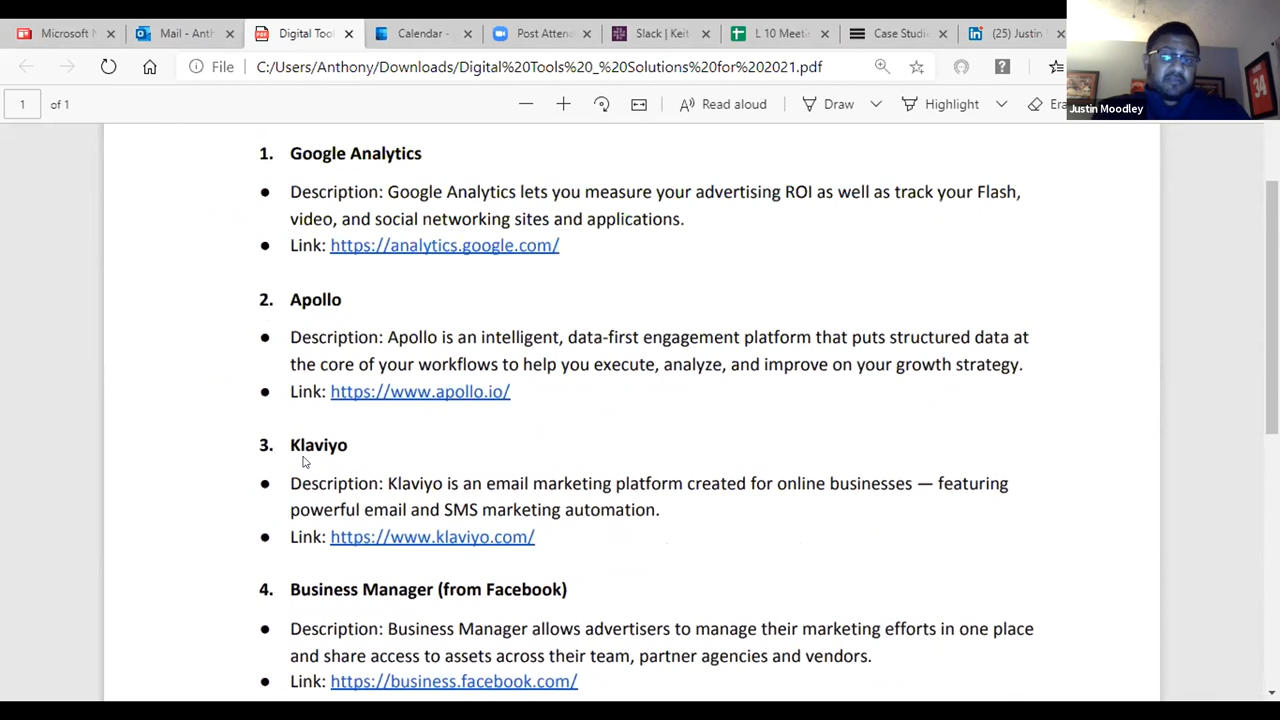 Microsoft
Mail - Anth
Digital Tool
Calendar -
Post Atten
Slack | Keit
L 10 Meeti
Case Studi
(25) Justin
File
C:/Users/Anthony/Downloads/Digital%20Tools%20_%20Solutions%20for%202021.pdf
1 of 1
Read aloud
Draw
Highlight
Era
Justin Moodley
34
1. Google Analytics
● Description: Google Analytics lets you measure your advertising ROI as well as track your Flash,
video, and social networking sites and applications.
● Link: https://analytics.google.com/
2. Apollo
● Description: Apollo is an intelligent, data-first engagement platform that puts structured data at
the core of your workflows to help you execute, analyze, and improve on your growth strategy.
● Link: https://www.apollo.io/
3. Klaviyo
● Description: Klaviyo is an email marketing platform created for online businesses — featuring
powerful email and SMS marketing automation.
● Link: https://www.klaviyo.com/
4. Business Manager (from Facebook)
● Description: Business Manager allows advertisers to manage their marketing efforts in one place
and share access to assets across their team, partner agencies and vendors.
● Link: https://business.facebook.com/